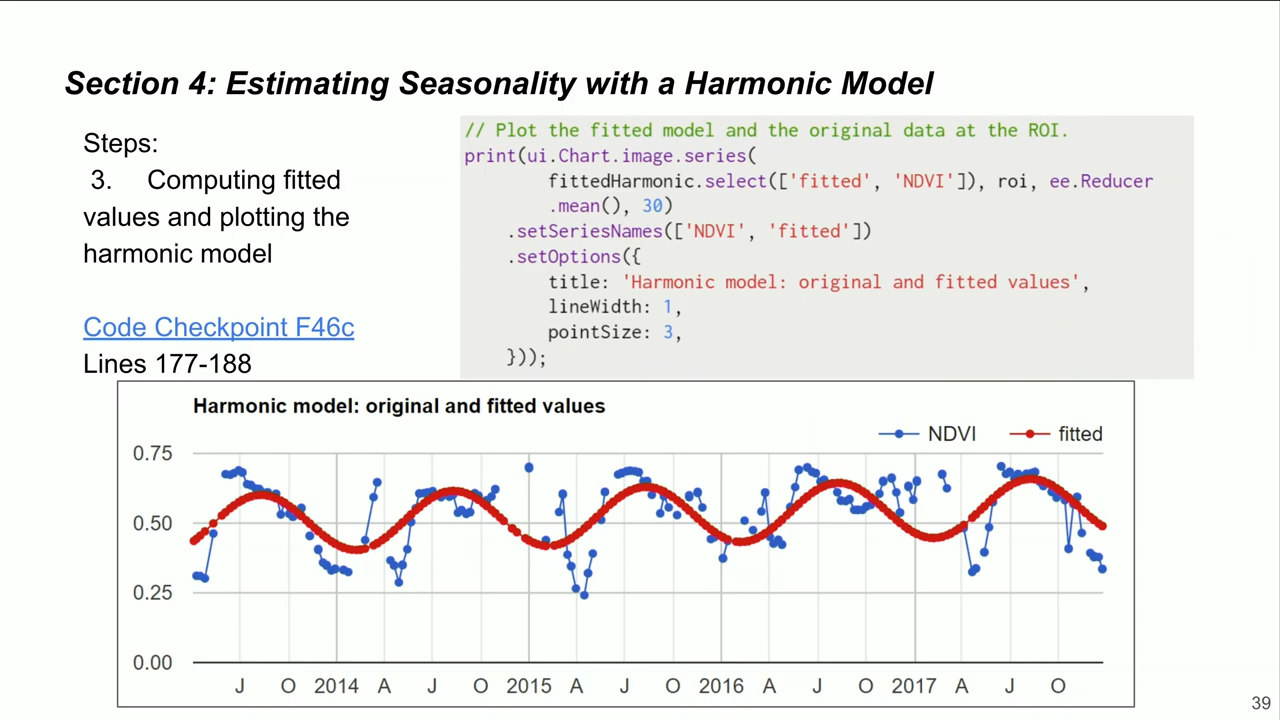 Section 4: Estimating Seasonality with a Harmonic Model
Steps:
3. Computing fitted
values and plotting the
harmonic model
Code Checkpoint F46c
Lines 177-188
// Plot the fitted model and the original data at the ROI.
print(ui.Chart.image.series(
fittedHarmonic.select(['fitted', 'NDVI']), roi, ee.Reducer
.mean(), 30)
.setSeriesNames(['NDVI', 'fitted'])
.setOptions({
title: 'Harmonic model: original and fitted values',
lineWidth: 1,
pointSize: 3,
}));
Harmonic model: original and fitted values
NDVI fitted
0.75
0.50
0.25
0.00
J O 2014 A J O 2015 A J O 2016 A J O 2017 A J O
39